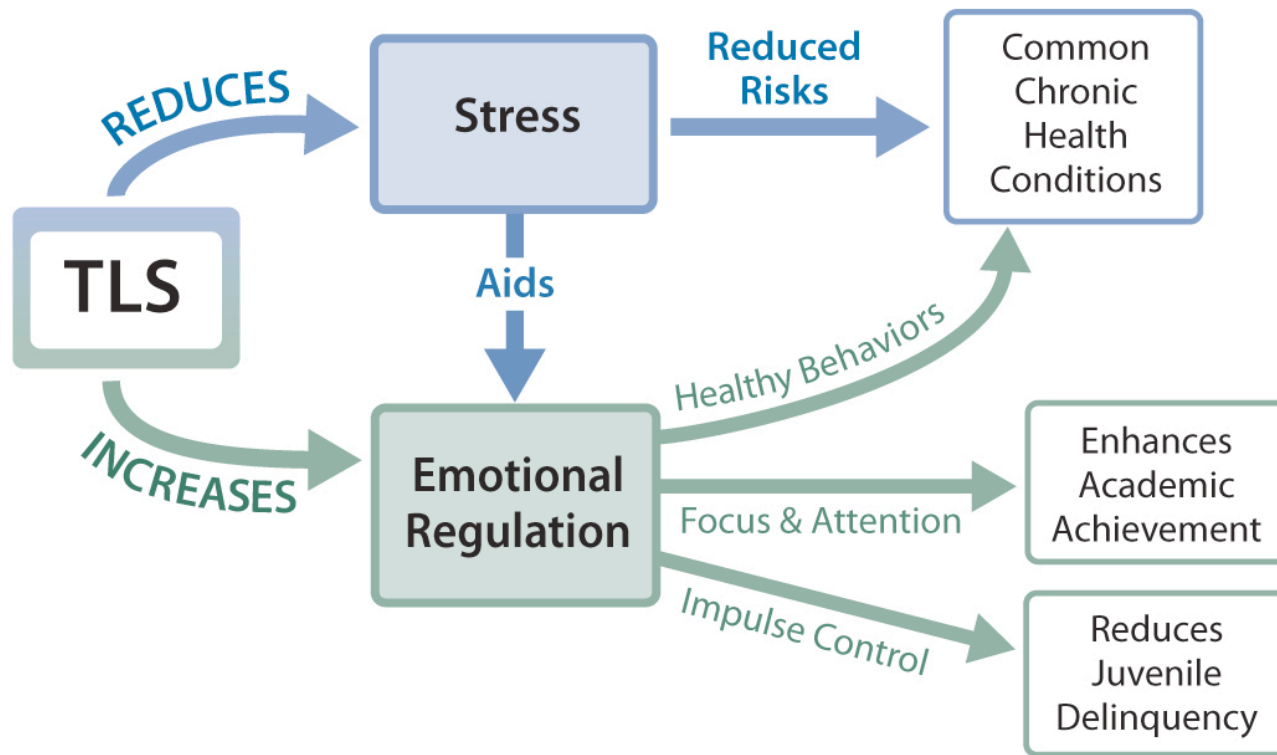 REDUCES
Stress
Reduced
Risks
Common
Chronic
Health
Conditions
TLS
Aids
INCREASES
Emotional
Regulation
Healthy Behaviors
Focus & Attention
Impulse Control
Enhances
Academic
Achievement
Reduces
Juvenile
Delinquency